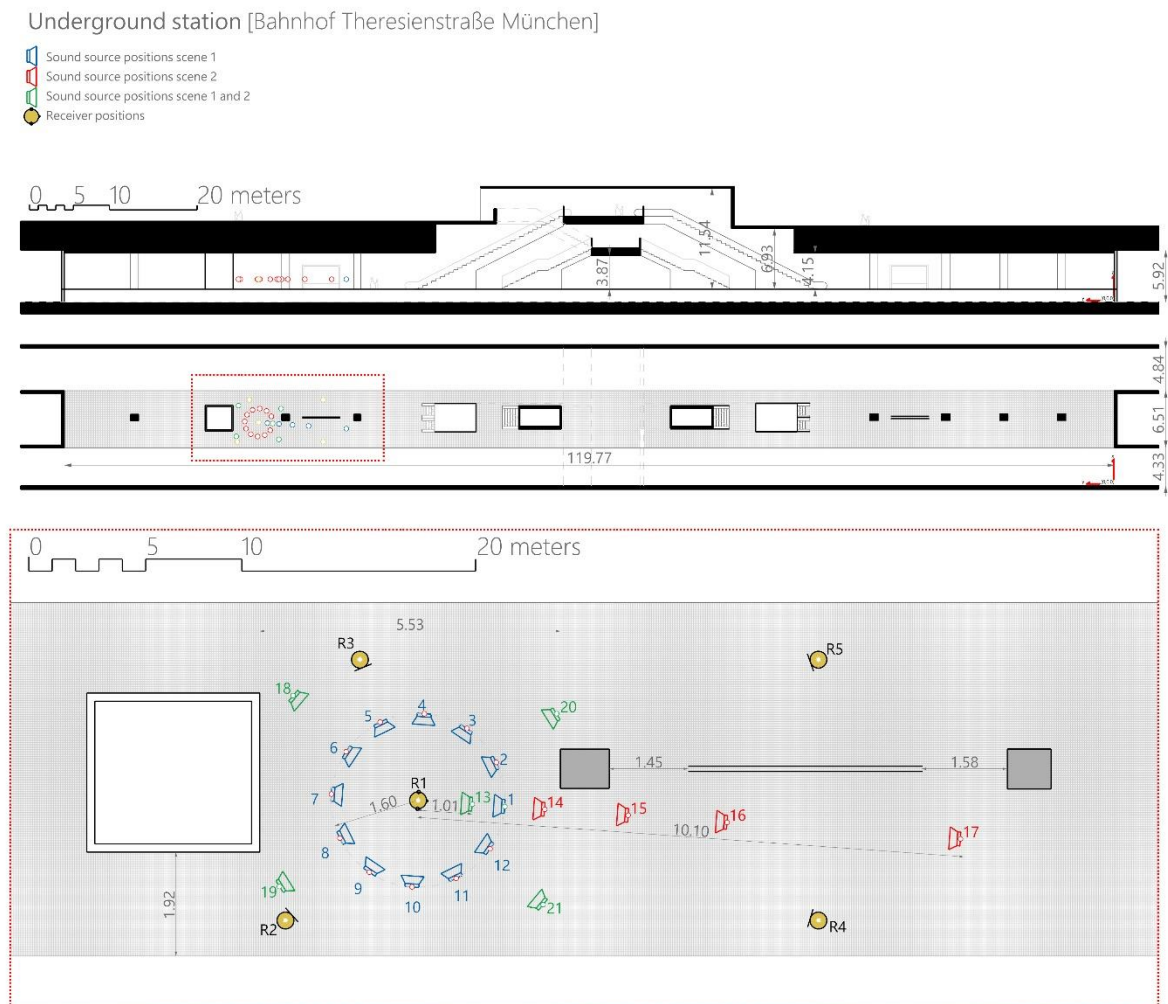 Underground station [Bahnhof Theresienstraße München]
Sound source positions scene 1
Sound source positions scene 2
Sound source positions scene 1 and 2
Receiver positions
0 5 10 20 meters
M M M M
11.54
3.87
6.93
4.15
5.92
4.84
6.51
4.33
119.77
0 5 10 20 meters
5.53
R3 R5
18 20
5 4 3
6 2
1.45 1.58
R1
7 1.60 1.01 13 1 14 15 16 17
10.10
8 12
9 10 11
19 21
1.92
R2 R4